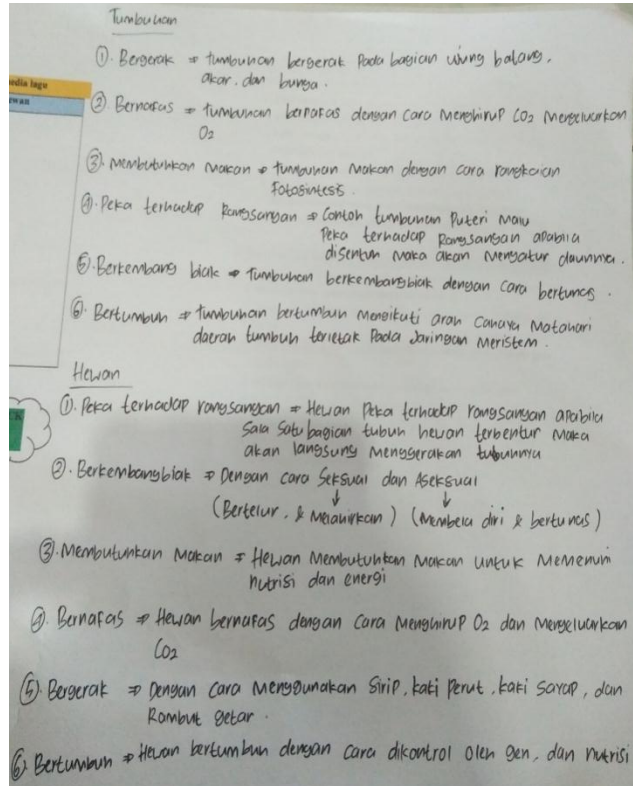 Tumbuhan
① Bergerak ⇒ tumbuhan bergerak Pada bagian ujung batang,
akar, dan bunga.
edia lago
ewan
② Bernafas ⇒ tumbuhan bernafas dengan cara Menghirup CO2 Mengeluarkan
O2
③ Membutuhkan Makan ⇒ tumbuhan Makan dengan cara rangkaian
fotosintesis.
④. Peka terhadap Rangsangan ⇒ Contoh tumbuhan Puteri Malu
Peka terhadap Rangsangan apabila
disentuh Maka akan Mengatur daunnya.
⑤. Berkembang biak ⇒ Tumbuhan berkembangbiak dengan cara bertunas.
⑥. Bertumbuh ⇒ tumbuhan bertumbuh Mengikuti arah Cahaya Matahari
daerah tumbuh terletak Pada Jaringan Meristem.
Hewan
①. Peka terhadap rangsangan ⇒ Hewan Peka terhadap rangsangan apabila
Sala Satu bagian tubuh hewan terbentur Maka
akan langsung Menggerakan tubuhnya
K
②. Berkembangbiak ⇒ Dengan cara Seksual dan Aseksual
(Bertelur, & Melahirkan) (Membela diri & bertunas)
③. Membutuhkan Makan ⇒ Hewan Membutuhkan Makan untuk Memenuhi
nutrisi dan energi
④. Bernafas ⇒ Hewan bernafas dengan cara Menghirup O2 dan Mengeluarkan
CO2
⑤. Bergerak ⇒ Dengan Cara Menggunakan Sirip, kaki Perut, kaki Sayap, dan
Rambut getar.
⑥. Bertumbuh ⇒ Hewan bertumbuh dengan cara dikontrol oleh gen, dan nutrisi